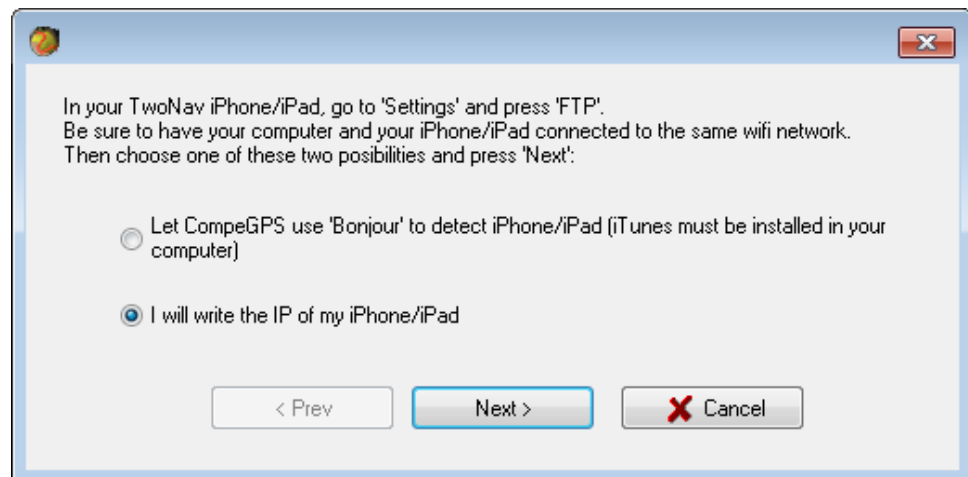 In your TwoNav iPhone/iPad, go to 'Settings' and press 'FTP'.
Be sure to have your computer and your iPhone/iPad connected to the same wifi network.
Then choose one of these two posibilities and press 'Next':
Let CompeGPS use 'Bonjour' to detect iPhone/iPad (iTunes must be installed in your
computer)
I will write the IP of my iPhone/iPad
< Prev
Next >
Cancel